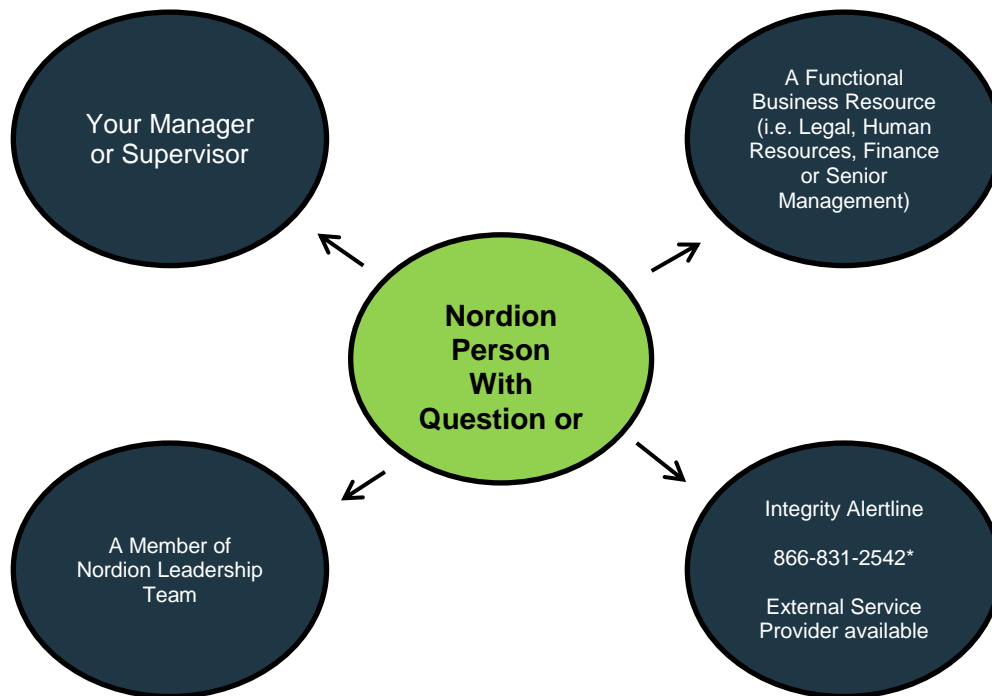 Your Manager
or Supervisor
A Functional
Business Resource
(i.e. Legal, Human
Resources, Finance
or Senior
Management)
Nordion
Person
With
Question or
A Member of
Nordion Leadership
Team
Integrity Alertline
866-831-2542*
External Service
Provider available